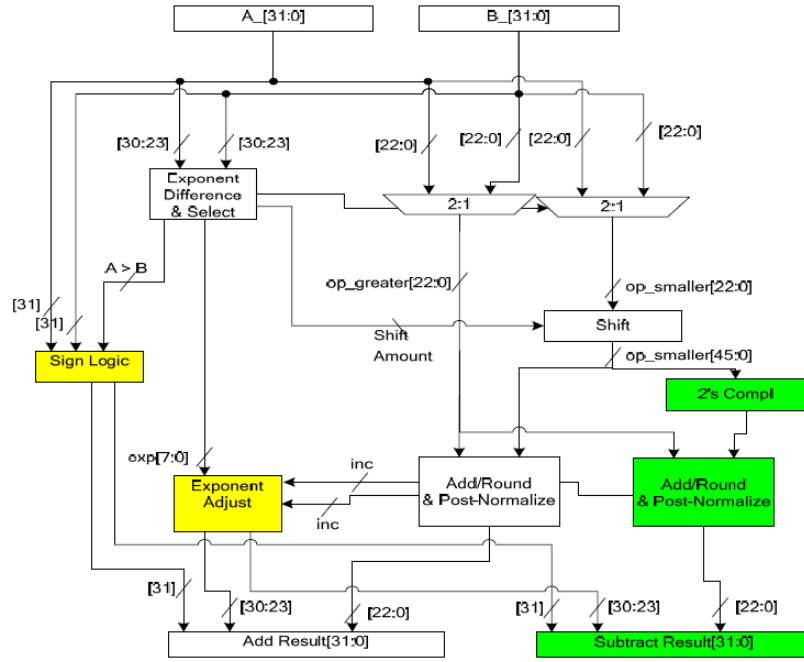 A_[31:0]
B_[31:0]
[30:23]
[30:23]
[22:0]
[22:0]
[22:0]
[22:0]
Exponent
Difference
& Select
2:1
2:1
A > B
op_greater[22:0]
op_smaller[22:0]
[31]
[31]
Shift
Amount
Shift
Sign Logic
op_smaller[45:0]
2's Compl
exp[7:0]
inc
inc
Exponent
Adjust
Add/Round
& Post-Normalize
Add/Round
& Post-Normalize
[31]
[30:23]
[22:0]
[31]
[30:23]
[22:0]
Add Result[31:0]
Subtract Result[31:0]